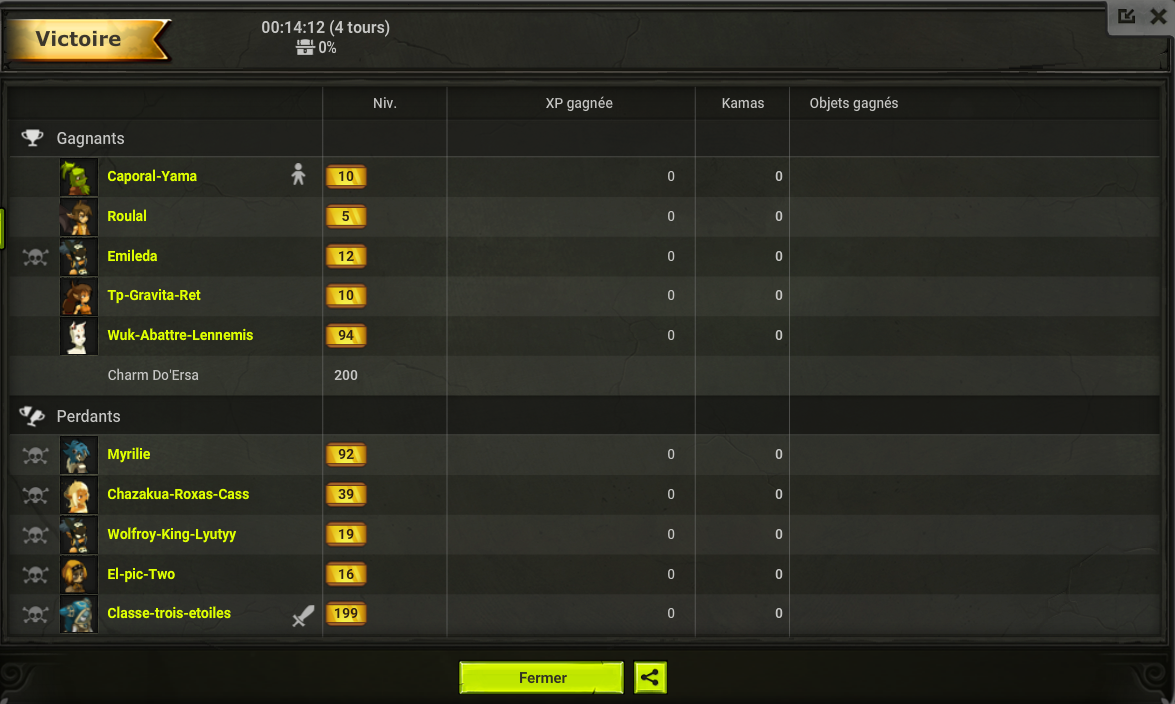 Victoire
00:14:12 (4 tours)
0%
Niv. XP gagnée Kamas Objets gagnés
Gagnants
Caporal-Yama 10 0 0
Roulal 5 0 0
Emileda 12 0 0
Tp-Gravita-Ret 10 0 0
Wuk-Abattre-Lennemis 94 0 0
Charm Do'Ersa 200
Perdants
Myrilie 92 0 0
Chazakua-Roxas-Cass 39 0 0
Wolfroy-King-Lyutyy 19 0 0
El-pic-Two 16 0 0
Classe-trois-etoiles 199 0 0
Fermer